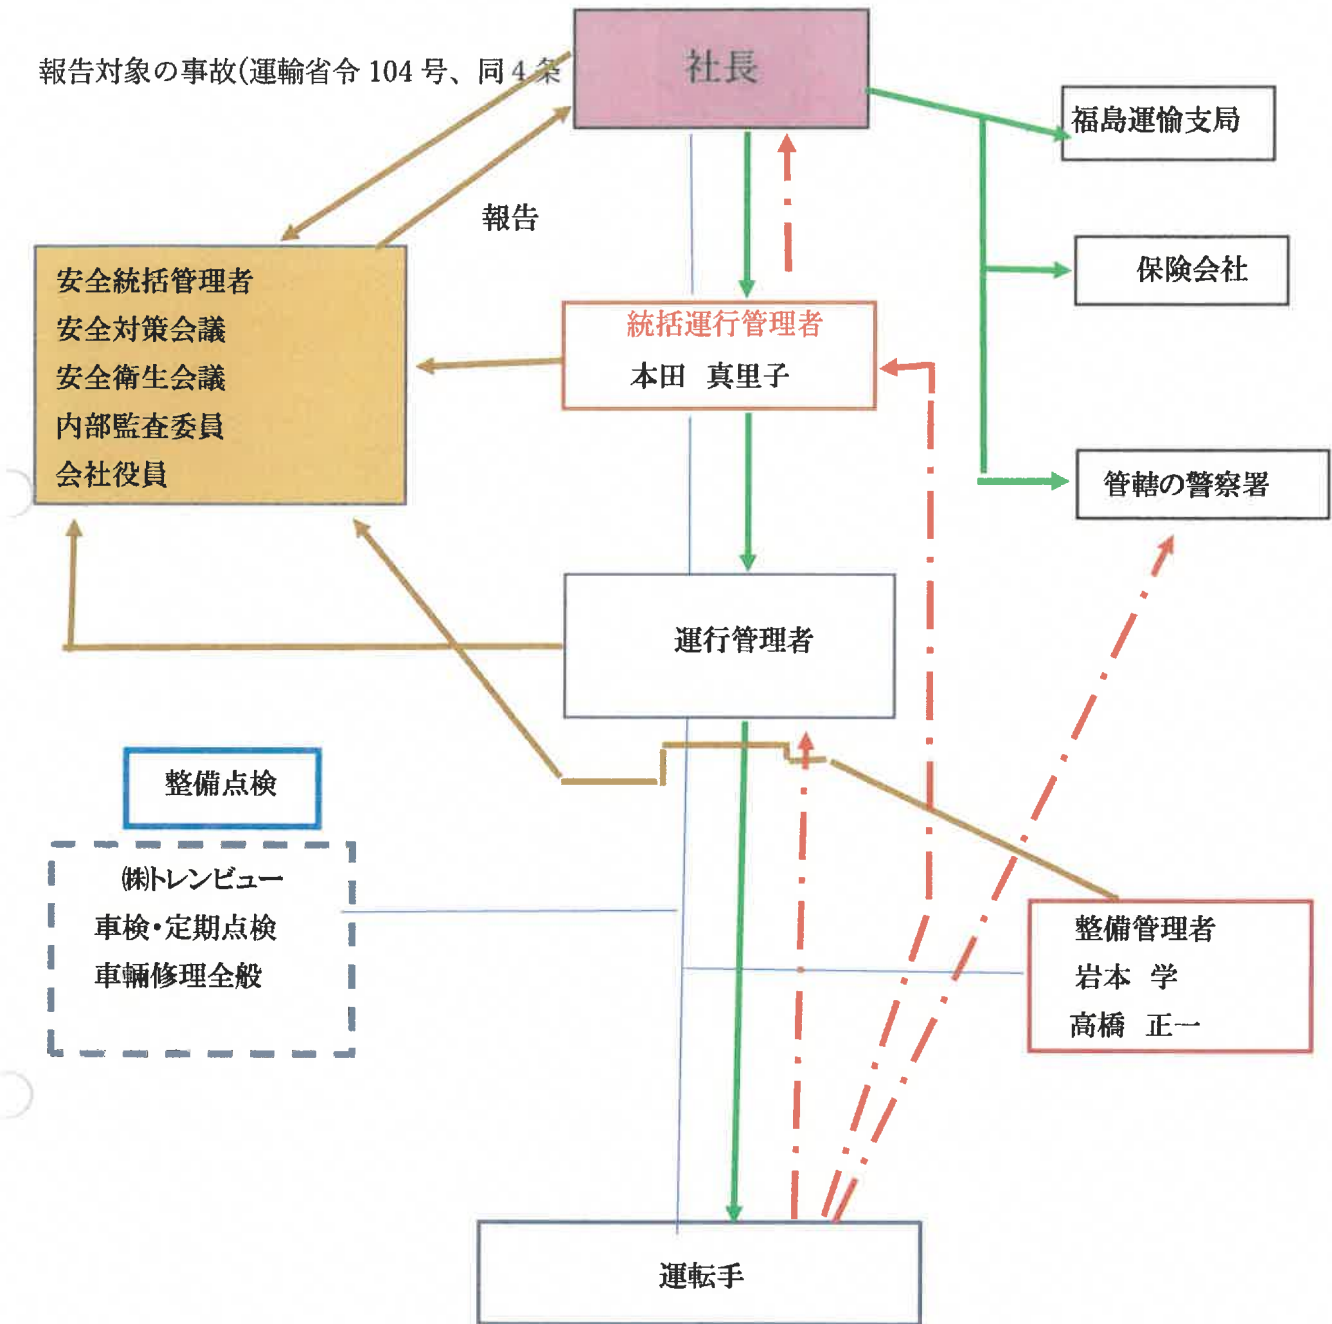 社長
報告対象の事故(運輸省令 104 号、同 4 条
福島運輸支局
報告
保険会社
安全統括管理者
安全対策会議
安全衛生会議
内部監査委員
会社役員
統括運行管理者
本田 真里子
管轄の警察署
運行管理者
整備点検
㈱トレンビュー
車検・定期点検
車輛修理全般
整備管理者
岩本 学
高橋 正一
運転手